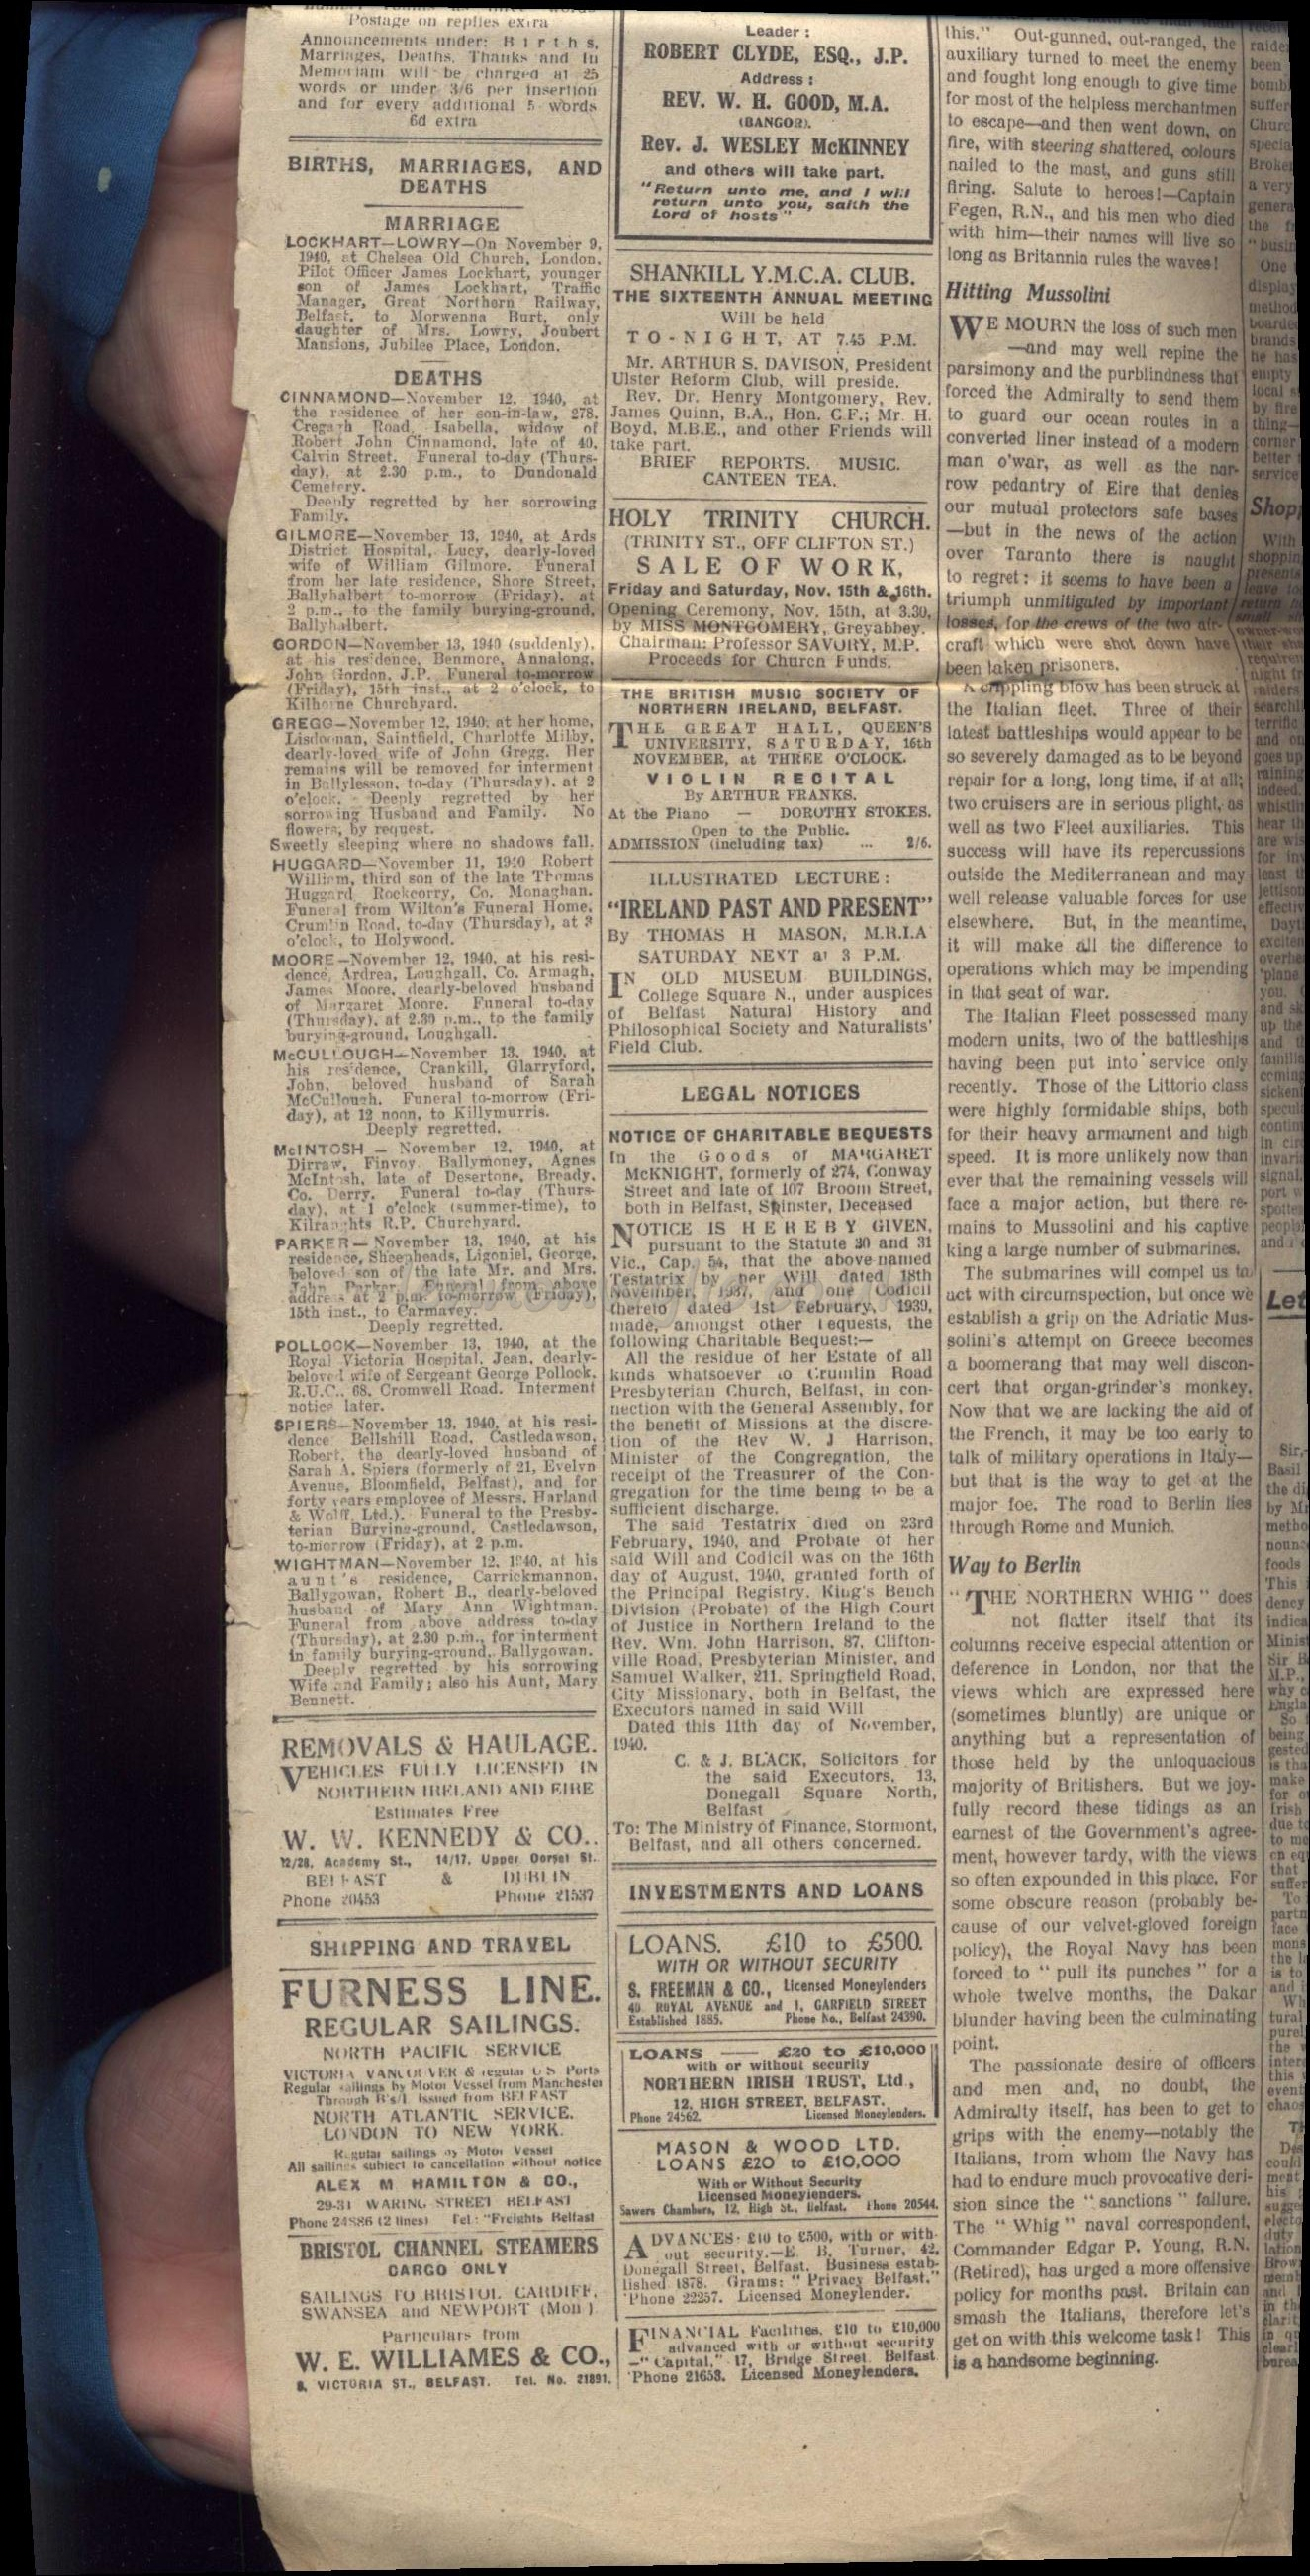 Postage on replies extra
Announcements under: Births,
Marriages, Deaths, Thanks and In
Memoriam will be charged at 25
words or under 3/6 per insertion
and for every additional 5 words
6d extra
BIRTHS, MARRIAGES, AND
DEATHS
MARRIAGE
LOCKHART—LOWRY—On November 9,
1940, at Chelsea Old Church, London,
Pilot Officer James Lockhart, younger
son of James Lockhart, Traffic
Manager, Great Northern Railway,
Belfast, to Morwenna Burt, only
daughter of Mrs. Lowry, Joubert
Mansions, Jubilee Place, London.
DEATHS
CINNAMOND—November 12, 1940, at
the residence of her son-in-law, 278,
Cregagh Road, Isabella, widow of
Robert John Cinnamond, late of 40,
Calvin Street. Funeral to-day (Thurs-
day), at 2.30 p.m., to Dundonald
Cemetery.
Deeply regretted by her sorrowing
Family.
GILMORE—November 13, 1940, at Ards
District Hospital, Lucy, dearly-loved
wife of William Gilmore. Funeral
from her late residence, Shore Street,
Ballyhalbert to-morrow (Friday), at
2 p.m., to the family burying-ground,
Ballyhalbert.
GORDON—November 13, 1940 (suddenly),
at his residence, Benmore, Annalong,
John Gordon, J.P. Funeral to-morrow
(Friday), 15th inst., at 2 o'clock, to
Kilhorne Churchyard.
GREGG—November 12, 1940, at her home,
Lisdoonan, Saintfield, Charlotte Milby,
dearly-loved wife of John Gregg. Her
remains will be removed for interment
in Ballylesson, to-day (Thursday), at 2
o'clock. Deeply regretted by her
sorrowing Husband and Family. No
flowers, by request.
Sweetly sleeping where no shadows fall.
HUGGARD—November 11, 1940 Robert
William, third son of the late Thomas
Huggard Rockcorry, Co. Monaghan.
Funeral from Wilton's Funeral Home,
Crumlin Road, to-day (Thursday), at 3
o'clock, to Holywood.
MOORE—November 12, 1940, at his resi-
dence, Ardrea, Loughgall, Co. Armagh,
James Moore, dearly-beloved husband
of Margaret Moore. Funeral to-day
(Thursday), at 2.30 p.m., to the family
burying-ground, Loughgall.
McCULLOUGH—November 13, 1940, at
his residence, Crankill, Glarryford,
John, beloved husband of Sarah
McCullough. Funeral to-morrow (Fri-
day), at 12 noon, to Killymurris.
Deeply regretted.
McINTOSH — November 12, 1940, at
Dirraw, Finvoy, Ballymoney, Agnes
McIntosh, late of Desertone, Bready,
Co. Derry. Funeral to-day (Thurs-
day), at 1 o'clock (summer-time), to
Kilraughts R.P. Churchyard.
PARKER — November 13, 1940, at his
residence, Sheepheads, Ligoniel, George,
beloved son of the late Mr. and Mrs.
John Parker. Funeral from above
address at 2 p.m. to-morrow (Friday),
15th inst., to Carmavey.
Deeply regretted.
POLLOCK—November 13, 1940, at the
Royal Victoria Hospital, Jean, dearly-
beloved wife of Sergeant George Pollock,
R.U.C., 68, Cromwell Road. Interment
notice later.
SPIERS—November 13, 1940, at his resi-
dence Bellshill Road, Castledawson,
Robert, the dearly-loved husband of
Sarah A. Spiers (formerly of 21, Evelyn
Avenue, Bloomfield, Belfast), and for
forty years employee of Messrs. Harland
& Wolff, Ltd.). Funeral to the Presby-
terian Burying-ground, Castledawson,
to-morrow (Friday), at 2 p.m.
WIGHTMAN—November 12, 1940, at his
aunt's residence, Carrickmannon,
Ballygowan, Robert B., dearly-beloved
husband of Mary Ann Wightman.
Funeral from above address to-day
(Thursday), at 2.30 p.m., for interment
in family burying-ground, Ballygowan.
Deeply regretted by his sorrowing
Wife and Family; also his Aunt, Mary
Bennett.
REMOVALS & HAULAGE.
VEHICLES FULLY LICENSED IN
NORTHERN IRELAND AND EIRE
Estimates Free
W. W. KENNEDY & CO..
12/28, Academy St., 14/17, Upper Dorset St.
BELFAST & DUBLIN
Phone 20453 Phone 21537
SHIPPING AND TRAVEL
FURNESS LINE.
REGULAR SAILINGS.
NORTH PACIFIC SERVICE
VICTORIA VANCOUVER & regular U S Ports
Regular sailings by Motor Vessel from Manchester
Through B's/L issued from BELFAST
NORTH ATLANTIC SERVICE.
LONDON TO NEW YORK.
Regular sailings by Motor Vessel
All sailings subject to cancellation without notice
ALEX M HAMILTON & CO.,
29-31 WARING STREET BELFAST
Phone 24886 (2 lines) Tel: "Freights Belfast
BRISTOL CHANNEL STEAMERS
CARGO ONLY
SAILINGS TO BRISTOL CARDIFF,
SWANSEA and NEWPORT (Mon)
Particulars from
W. E. WILLIAMES & CO.,
8, VICTORIA ST., BELFAST. Tel. No. 21891.
Leader:
ROBERT CLYDE, ESQ., J.P.
Address:
REV. W. H. GOOD, M.A.
(BANGOR).
Rev. J. WESLEY McKINNEY
and others will take part.
"Return unto me, and I will
return unto you, saith the
Lord of hosts"
SHANKILL Y.M.C.A. CLUB.
THE SIXTEENTH ANNUAL MEETING
Will be held
TO-NIGHT, AT 7.45 P.M.
Mr. ARTHUR S. DAVISON, President
Ulster Reform Club, will preside.
Rev. Dr. Henry Montgomery, Rev.
James Quinn, B.A., Hon. C.F.; Mr. H.
Boyd, M.B.E., and other Friends will
take part.
BRIEF REPORTS. MUSIC.
CANTEEN TEA.
HOLY TRINITY CHURCH.
(TRINITY ST., OFF CLIFTON ST.)
SALE OF WORK,
Friday and Saturday, Nov. 15th & 16th.
Opening Ceremony, Nov. 15th, at 3.30,
by MISS MONTGOMERY, Greyabbey.
Chairman: Professor SAVORY, M.P.
Proceeds for Church Funds.
THE BRITISH MUSIC SOCIETY OF
NORTHERN IRELAND, BELFAST.
THE GREAT HALL, QUEEN'S
UNIVERSITY, SATURDAY, 16th
NOVEMBER, at THREE O'CLOCK.
VIOLIN RECITAL
By ARTHUR FRANKS.
At the Piano — DOROTHY STOKES.
Open to the Public.
ADMISSION (including tax) ... 2/6.
ILLUSTRATED LECTURE:
"IRELAND PAST AND PRESENT"
By THOMAS H MASON, M.R.I.A
SATURDAY NEXT at 3 P.M.
IN OLD MUSEUM BUILDINGS,
College Square N., under auspices
of Belfast Natural History and
Philosophical Society and Naturalists'
Field Club.
LEGAL NOTICES
NOTICE OF CHARITABLE BEQUESTS
In the Goods of MARGARET
McKNIGHT, formerly of 274, Conway
Street and late of 107 Broom Street,
both in Belfast, Spinster, Deceased
NOTICE IS HEREBY GIVEN,
pursuant to the Statute 30 and 31
Vic., Cap. 54, that the above-named
Testatrix by her Will dated 18th
November, 1937, and one Codicil
thereto dated 1st February, 1939,
made, amongst other requests, the
following Charitable Bequest:—
All the residue of her Estate of all
kinds whatsoever to Crumlin Road
Presbyterian Church, Belfast, in con-
nection with the General Assembly, for
the benefit of Missions at the discre-
tion of the Rev W. J Harrison,
Minister of the Congregation, the
receipt of the Treasurer of the Con-
gregation for the time being to be a
sufficient discharge.
The said Testatrix died on 23rd
February, 1940, and Probate of her
said Will and Codicil was on the 16th
day of August, 1940, granted forth of
the Principal Registry, King's Bench
Division (Probate) of the High Court
of Justice in Northern Ireland to the
Rev. Wm. John Harrison, 87, Clifton-
ville Road, Presbyterian Minister, and
Samuel Walker, 211, Springfield Road,
City Missionary, both in Belfast, the
Executors named in said Will
Dated this 11th day of November,
1940.
C. & J. BLACK, Solicitors for
the said Executors, 13,
Donegall Square North,
Belfast
To: The Ministry of Finance, Stormont,
Belfast, and all others concerned.
INVESTMENTS AND LOANS
LOANS. £10 to £500.
WITH OR WITHOUT SECURITY
S. FREEMAN & CO., Licensed Moneylenders
49 ROYAL AVENUE and 1, GARFIELD STREET
Established 1885. Phone No., Belfast 24390.
LOANS —— £20 to £10,000
with or without security
NORTHERN IRISH TRUST, Ltd.,
12, HIGH STREET, BELFAST.
Phone 24562. Licensed Moneylenders.
MASON & WOOD LTD.
LOANS £20 to £10,000
With or Without Security
Licensed Moneylenders.
Sawers Chambers, 12, High St., Belfast. Phone 20544.
ADVANCES· £10 to £500, with or with-
out security.—E. B. Turner, 42,
Donegall Street, Belfast. Business estab-
lished 1878. Grams: "Privacy Belfast."
'Phone 22257. Licensed Moneylender.
FINANCIAL Facilities, £10 to £10,000
advanced with or without security
—"Capital," 17, Bridge Street Belfast
'Phone 21658. Licensed Moneylenders.
this." Out-gunned, out-ranged, the
auxiliary turned to meet the enemy
and fought long enough to give time
for most of the helpless merchantmen
to escape—and then went down, on
fire, with steering shattered, colours
nailed to the mast, and guns still
firing. Salute to heroes!—Captain
Fegen, R.N., and his men who died
with him—their names will live so
long as Britannia rules the waves!
Hitting Mussolini
WE MOURN the loss of such men
—and may well repine the
parsimony and the purblindness that
forced the Admiralty to send them
to guard our ocean routes in a
converted liner instead of a modern
man o'war, as well as the nar-
row pedantry of Eire that denies
our mutual protectors safe bases
—but in the news of the action
over Taranto there is naught
to regret: it seems to have been a
triumph unmitigated by important
losses, for the crews of the two air-
craft which were shot down have
been taken prisoners.
A crippling blow has been struck at
the Italian fleet. Three of their
latest battleships would appear to be
so severely damaged as to be beyond
repair for a long, long time, if at all;
two cruisers are in serious plight, as
well as two Fleet auxiliaries. This
success will have its repercussions
outside the Mediterranean and may
well release valuable forces for use
elsewhere. But, in the meantime,
it will make all the difference to
operations which may be impending
in that seat of war.
The Italian Fleet possessed many
modern units, two of the battleships
having been put into service only
recently. Those of the Littorio class
were highly formidable ships, both
for their heavy armament and high
speed. It is more unlikely now than
ever that the remaining vessels will
face a major action, but there re-
mains to Mussolini and his captive
king a large number of submarines.
The submarines will compel us to
act with circumspection, but once we
establish a grip on the Adriatic Mus-
solini's attempt on Greece becomes
a boomerang that may well discon-
cert that organ-grinder's monkey.
Now that we are lacking the aid of
the French, it may be too early to
talk of military operations in Italy—
but that is the way to get at the
major foe. The road to Berlin lies
through Rome and Munich.
Way to Berlin
"THE NORTHERN WHIG" does
not flatter itself that its
columns receive especial attention or
deference in London, nor that the
views which are expressed here
(sometimes bluntly) are unique or
anything but a representation of
those held by the unloquacious
majority of Britishers. But we joy-
fully record these tidings as an
earnest of the Government's agree-
ment, however tardy, with the views
so often expounded in this place. For
some obscure reason (probably be-
cause of our velvet-gloved foreign
policy), the Royal Navy has been
forced to "pull its punches" for a
whole twelve months, the Dakar
blunder having been the culminating
point.
The passionate desire of officers
and men and, no doubt, the
Admiralty itself, has been to get to
grips with the enemy—notably the
Italians, from whom the Navy has
had to endure much provocative deri-
sion since the "sanctions" failure.
The "Whig" naval correspondent,
Commander Edgar P. Young, R.N.
(Retired), has urged a more offensive
policy for months past. Britain can
smash the Italians, therefore let's
get on with this welcome task! This
is a handsome beginning.